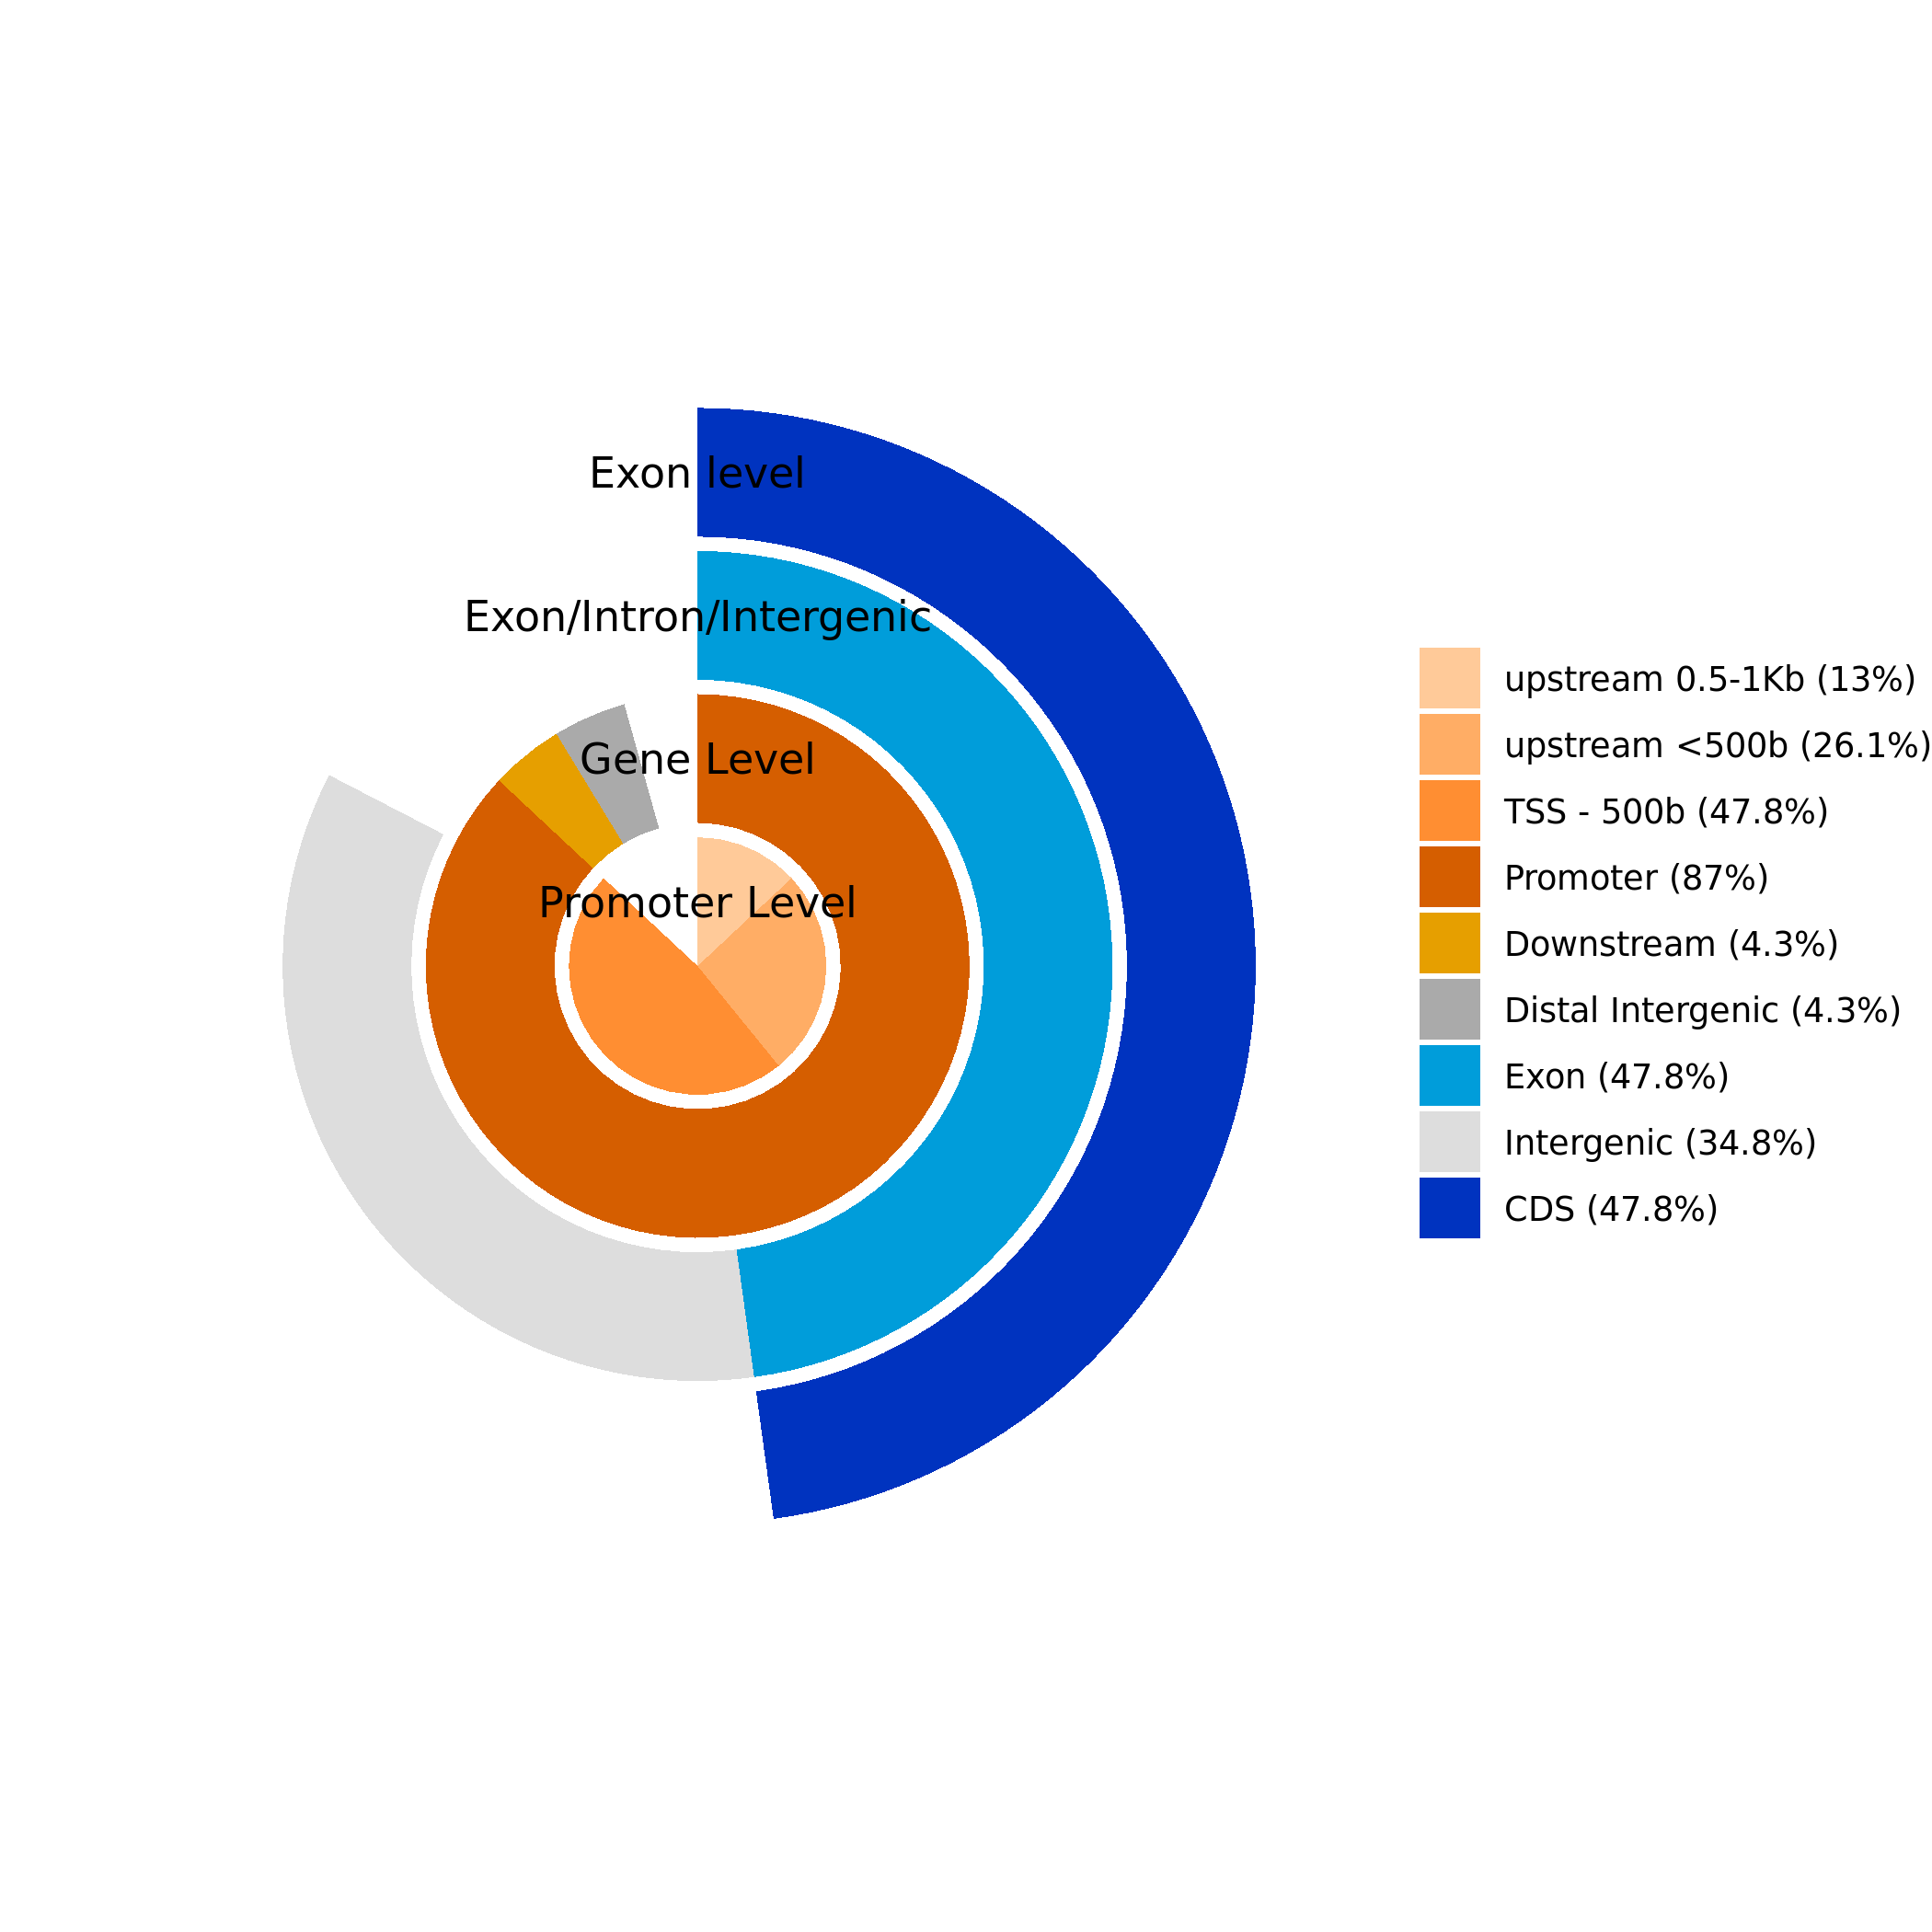 Exon level
Exon/Intron/Intergenic
Gene Level
Promoter Level
upstream 0.5-1Kb (13%)
upstream <500b (26.1%)
TSS - 500b (47.8%)
Promoter (87%)
Downstream (4.3%)
Distal Intergenic (4.3%)
Exon (47.8%)
Intergenic (34.8%)
CDS (47.8%)